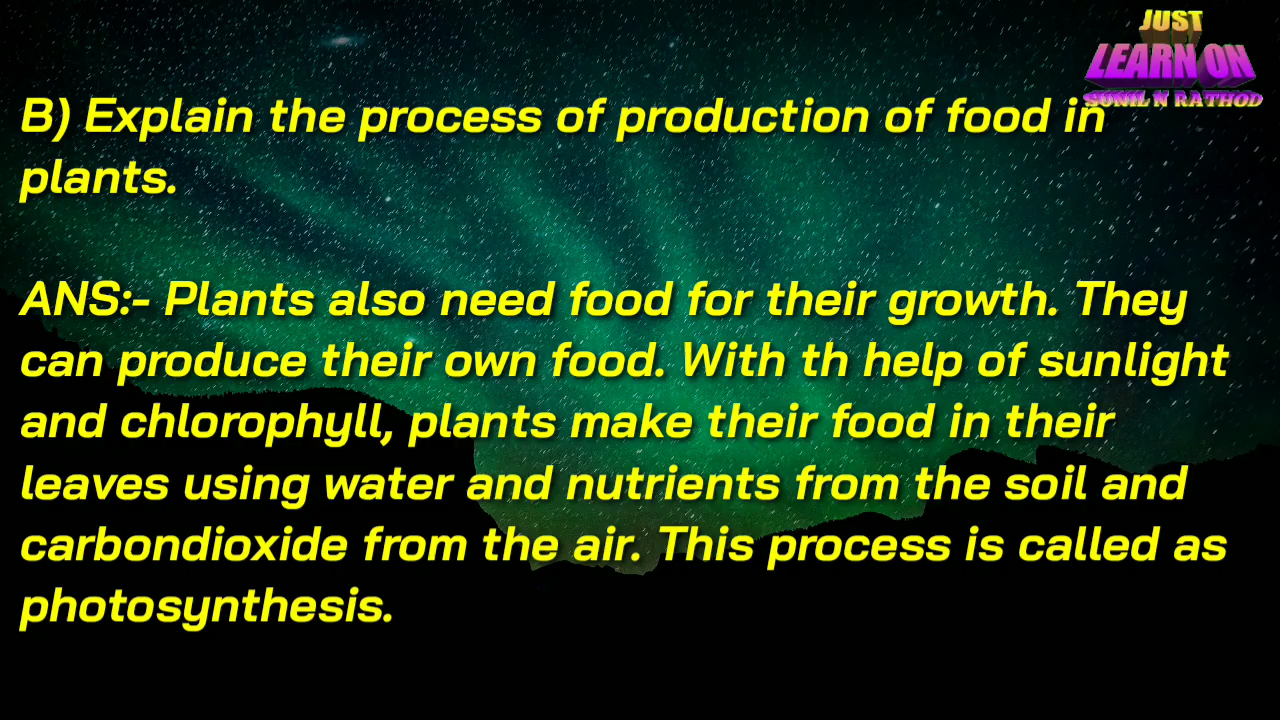 JUST
LEARN ON
SUNIL N RATHOD
B) Explain the process of production of food in
plants.
ANS:- Plants also need food for their growth. They
can produce their own food. With th help of sunlight
and chlorophyll, plants make their food in their
leaves using water and nutrients from the soil and
carbondioxide from the air. This process is called as
photosynthesis.